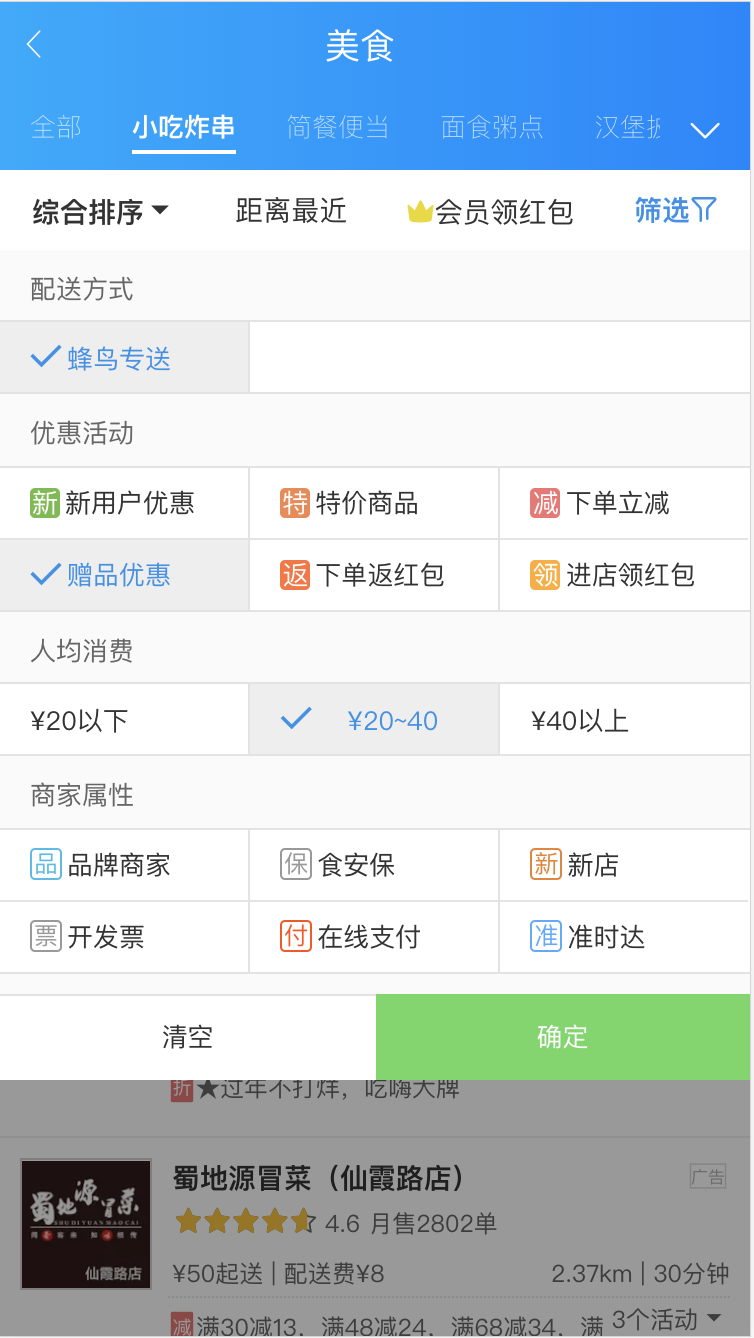 美食
全部 小吃炸串 简餐便当 面食粥点 汉堡
综合排序 距离最近 会员领红包 筛选
配送方式
蜂鸟专送
优惠活动
新 新用户优惠 特 特价商品 减 下单立减
赠品优惠 返 下单返红包 领 进店领红包
人均消费
¥20以下 ¥20~40 ¥40以上
商家属性
品 品牌商家 保 食安保 新 新店
票 开发票 付 在线支付 准 准时达
清空 确定
折 ★过年不打烊，吃嗨大牌
蜀地源冒菜
SHUDIYUANMAOCAI
仙霞路店
蜀地源冒菜（仙霞路店） 广告
4.6 月售2802单
¥50起送 | 配送费¥8 2.37km | 30分钟
减 满30减13，满48减24，满68减34，满 3个活动